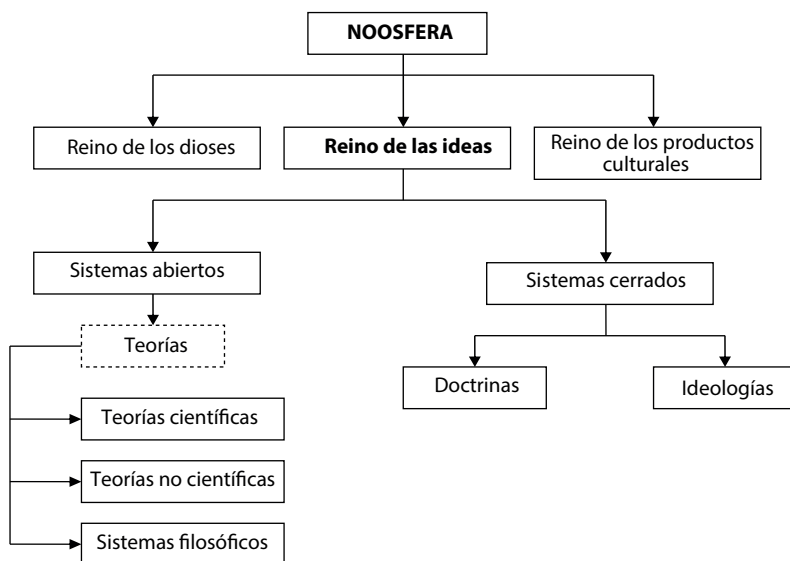 NOOSFERA
Reino de los dioses
Reino de las ideas
Reino de los productos
culturales
Sistemas abiertos
Sistemas cerrados
Teorías
Doctrinas
Ideologías
Teorías científicas
Teorías no científicas
Sistemas filosóficos